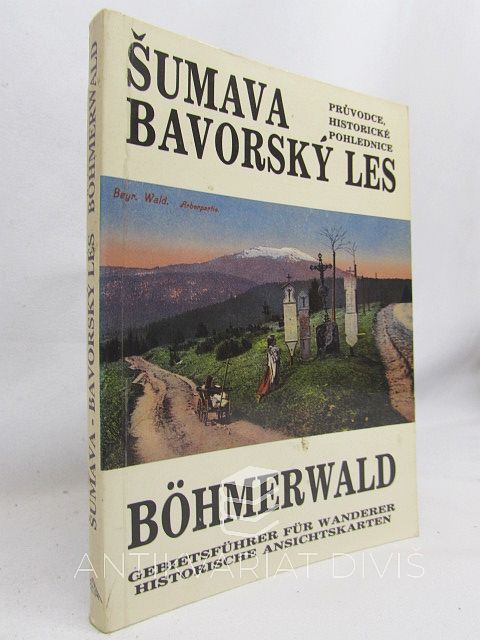 ŠUMAVA
BAVORSKÝ LES
PRŮVODCE,
HISTORICKÉ
POHLEDNICE
Bayr. Wald. Arberpartie.
BÖHMERWALD
GEBIETSFÜHRER FÜR WANDERER
HISTORISCHE ANSICHTSKARTEN
ŠUMAVA - BAVORSKÝ LES BÖHMERWALD
ANTIKVARIÁT DIVIŠ